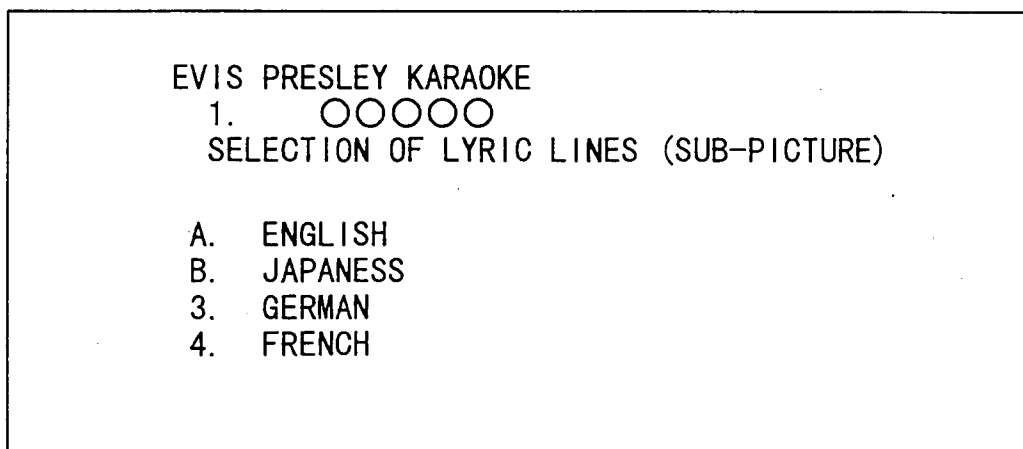 EVIS PRESLEY KARAOKE
1. ○○○○○
SELECTION OF LYRIC LINES (SUB-PICTURE)
A. ENGLISH
B. JAPANESS
3. GERMAN
4. FRENCH